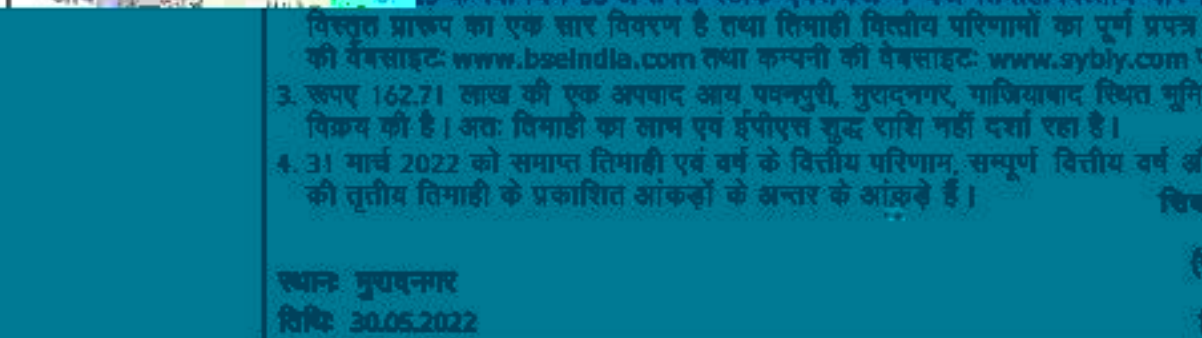 विस्तृत प्रारूप का एक सार विवरण है तथा तिमाही वित्तीय परिणामों का पूर्ण प्रपत्र
की वेबसाइटः www.bseindia.com तथा कम्पनी की वेबसाइटः www.sybly.com
3. रूपए 162.71 लाख की एक अपवाद आय पवनपुरी, मुरादनगर, गाजियाबाद स्थित भूमि
विक्रय की है। अतः तिमाही का लाभ एवं ईपीएस शुद्ध राशि नहीं दर्शा रहा है।
4. 31 मार्च 2022 को समाप्त तिमाही एवं वर्ष के वित्तीय परिणाम, सम्पूर्ण वित्तीय वर्ष
की तृतीय तिमाही के प्रकाशित आंकड़ों के अन्तर के आंकड़े हैं।
स्थानः मुरादनगर
तिथिः 30.05.2022